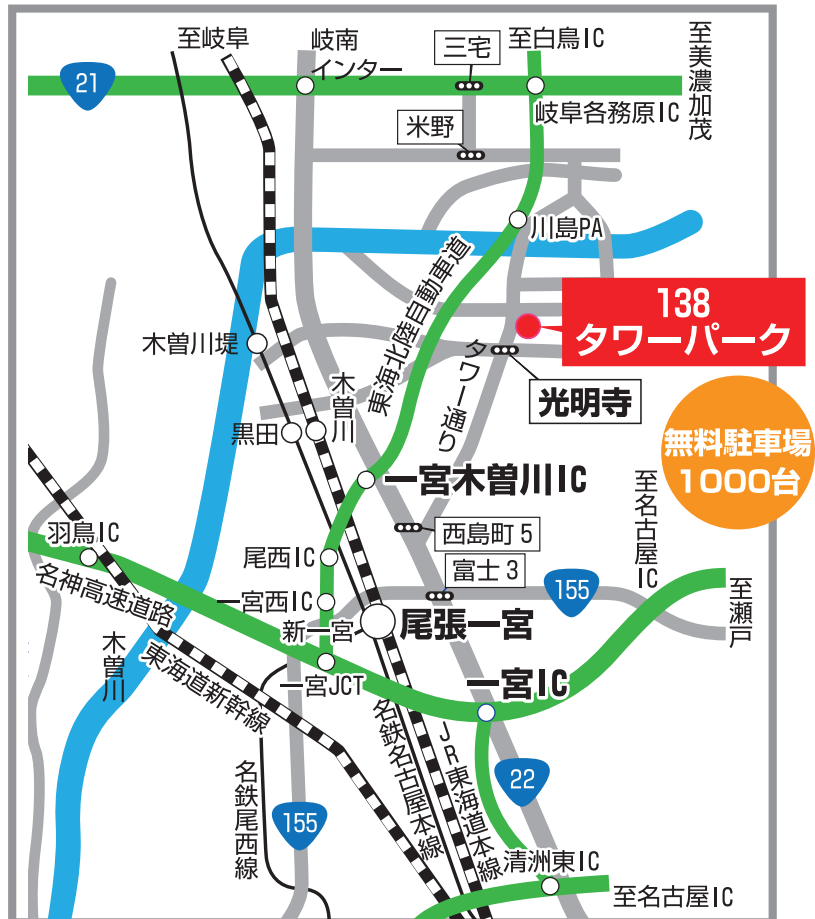 至岐阜
岐南
インター
三宅
至白鳥IC
至美濃加茂
21
岐阜各務原IC
米野
川島PA
東海北陸自動車道
138
タワーパーク
木曽川堤
タワー通り
光明寺
木曽川
黒田
無料駐車場
1000台
一宮木曽川IC
至名古屋IC
西島町5
羽鳥IC
尾西IC
富士3
155
名神高速道路
一宮西IC
至瀬戸
新一宮
尾張一宮
木曽川
東海道新幹線
一宮JCT
一宮IC
名鉄名古屋本線
JR東海道本線
名鉄尾西線
22
155
清洲東IC
至名古屋IC